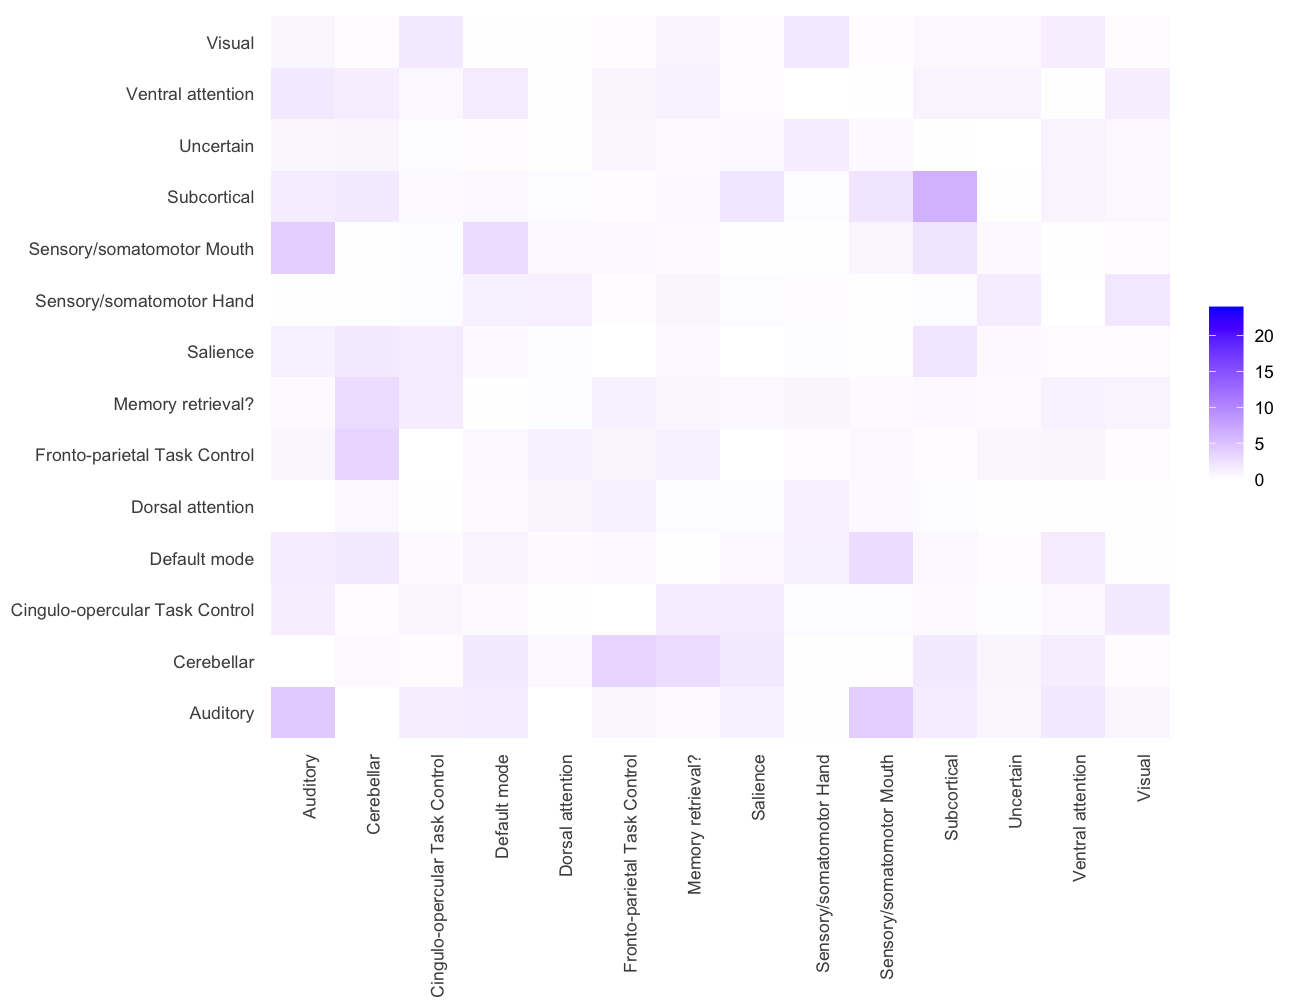 Visual
Ventral attention
Uncertain
Subcortical
Sensory/somatomotor Mouth
Sensory/somatomotor Hand
Salience
Memory retrieval?
Fronto-parietal Task Control
Dorsal attention
Default mode
Cingulo-opercular Task Control
Cerebellar
Auditory
Auditory
Cerebellar
Cingulo-opercular Task Control
Default mode
Dorsal attention
Fronto-parietal Task Control
Memory retrieval?
Salience
Sensory/somatomotor Hand
Sensory/somatomotor Mouth
Subcortical
Uncertain
Ventral attention
Visual
20
15
10
5
0